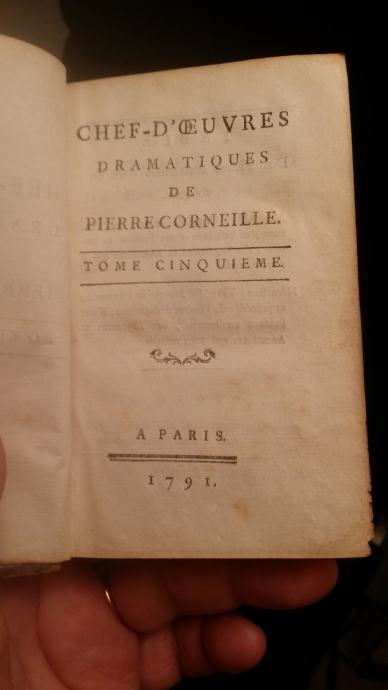 CHEF-D'ŒUVRES
DRAMATIQUES
DE
PIERRE CORNEILLE.
TOME CINQUIEME.
A PARIS.
1791.